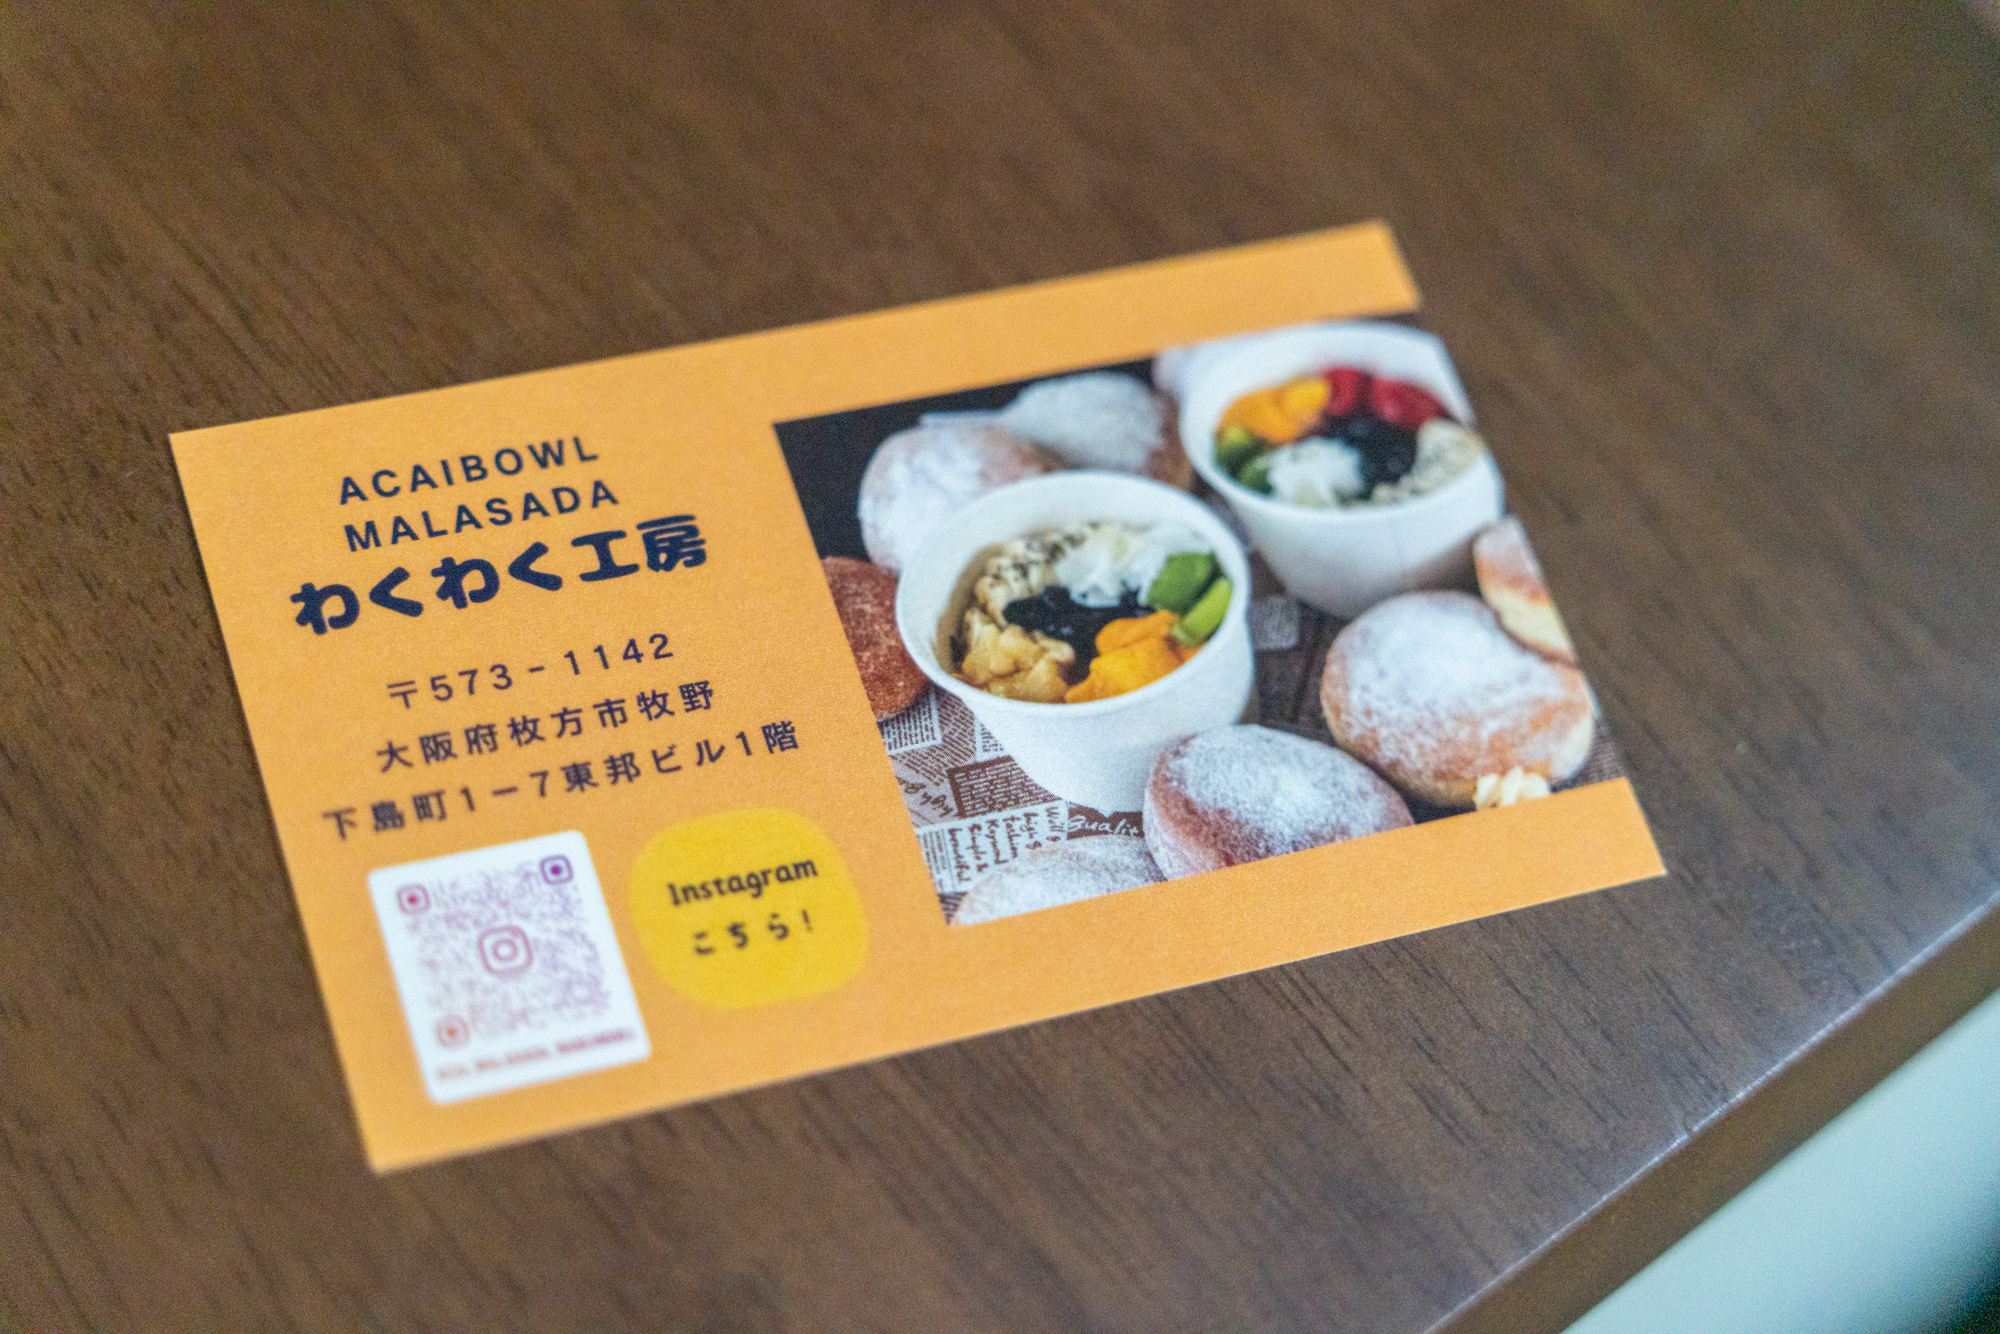 ACAIBOWL
MALASADA
わくわく工房
〒573-1142
大阪府枚方市牧野
下島町1ー7東邦ビル1階
Instagram
こちら!